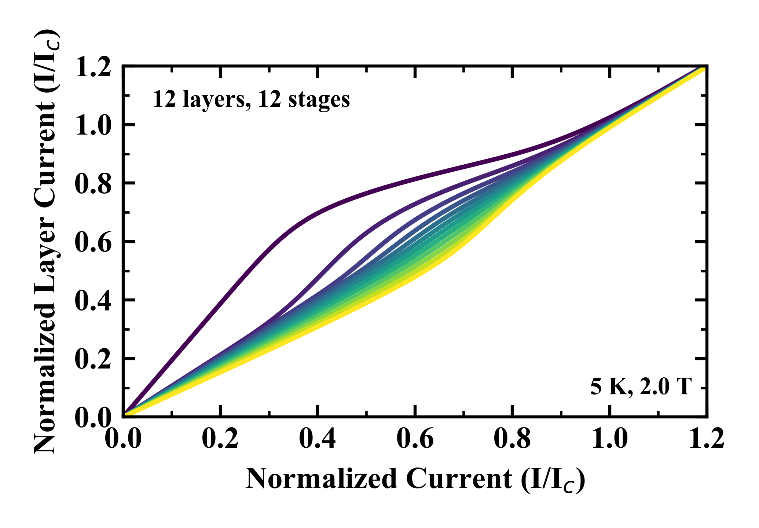 Normalized Layer Current (I/I_C)
1.2
1.0
0.8
0.6
0.4
0.2
0.0
12 layers, 12 stages
5 K, 2.0 T
0.0 0.2 0.4 0.6 0.8 1.0 1.2
Normalized Current (I/I_C)